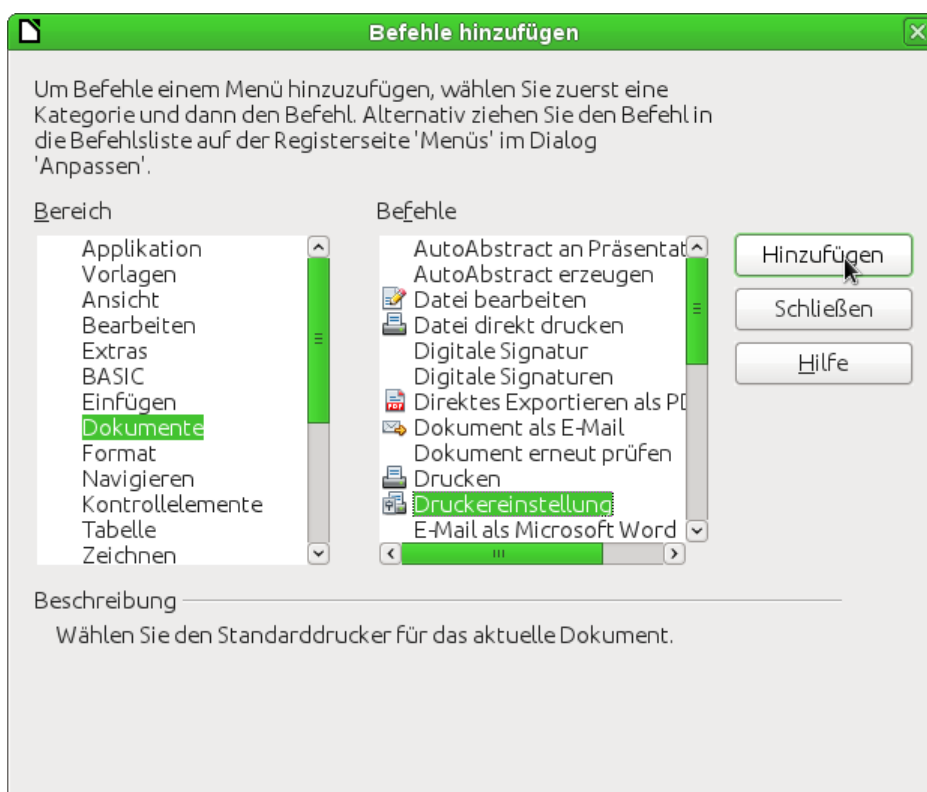 Befehle hinzufügen
Um Befehle einem Menü hinzuzufügen, wählen Sie zuerst eine
Kategorie und dann den Befehl. Alternativ ziehen Sie den Befehl in
die Befehlsliste auf der Registerseite 'Menüs' im Dialog
'Anpassen'.
Bereich
Applikation
Vorlagen
Ansicht
Bearbeiten
Extras
BASIC
Einfügen
Dokumente
Format
Navigieren
Kontrollelemente
Tabelle
Zeichnen
Befehle
AutoAbstract an Präsentat
AutoAbstract erzeugen
Datei bearbeiten
Datei direkt drucken
Digitale Signatur
Digitale Signaturen
Direktes Exportieren als PD
Dokument als E-Mail
Dokument erneut prüfen
Drucken
Druckereinstellung
E-Mail als Microsoft Word
Hinzufügen
Schließen
Hilfe
Beschreibung
Wählen Sie den Standarddrucker für das aktuelle Dokument.